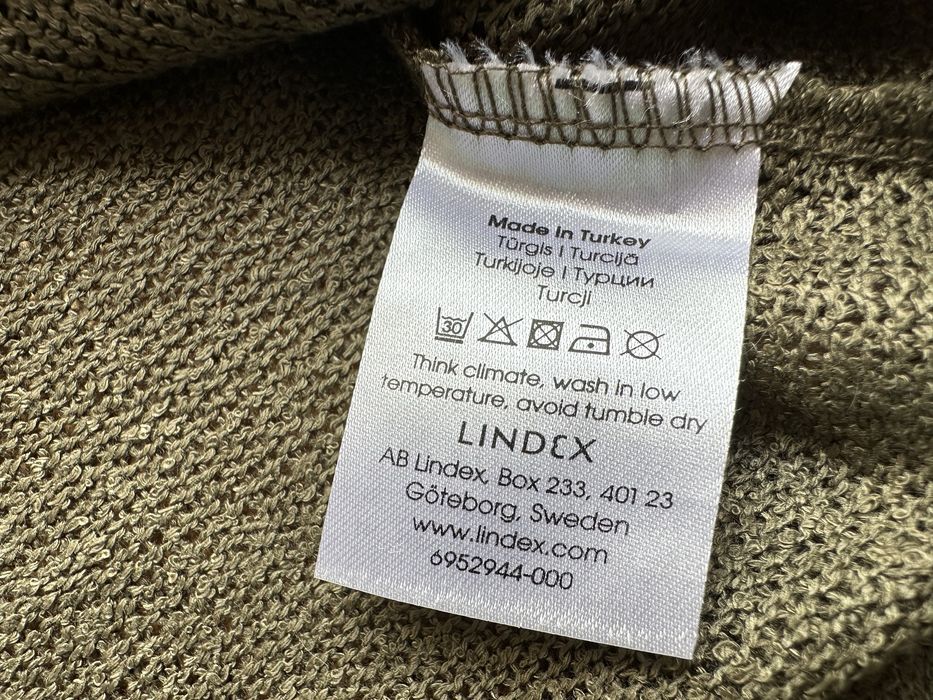 Made in Turkey
Türgis | Turcijā
Turkijoje | Турции
Turcji
30
Think climate, wash in low
temperature, avoid tumble dry
LINDEX
AB Lindex, Box 233, 401 23
Göteborg, Sweden
www.lindex.com
6952944-000